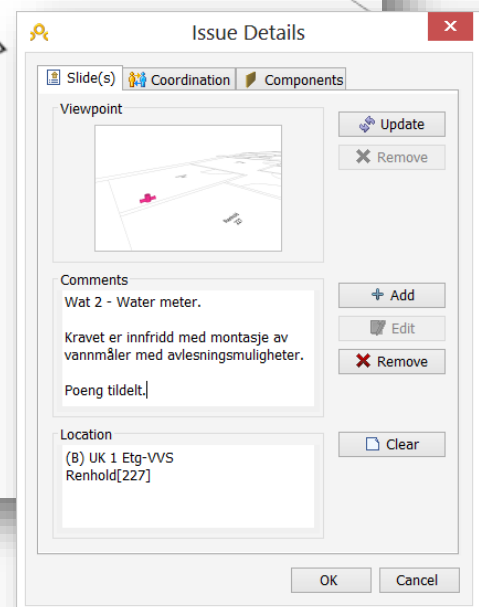 Issue Details
Slide(s)
Coordination
Components
Viewpoint
Update
Remove
Comments
Wat 2 - Water meter.
Kravet er innfridd med montasje av
vannmåler med avlesningsmuligheter.
Poeng tildelt.
Add
Edit
Remove
Location
(B) UK 1 Etg-VVS
Renhold[227]
Clear
OK
Cancel